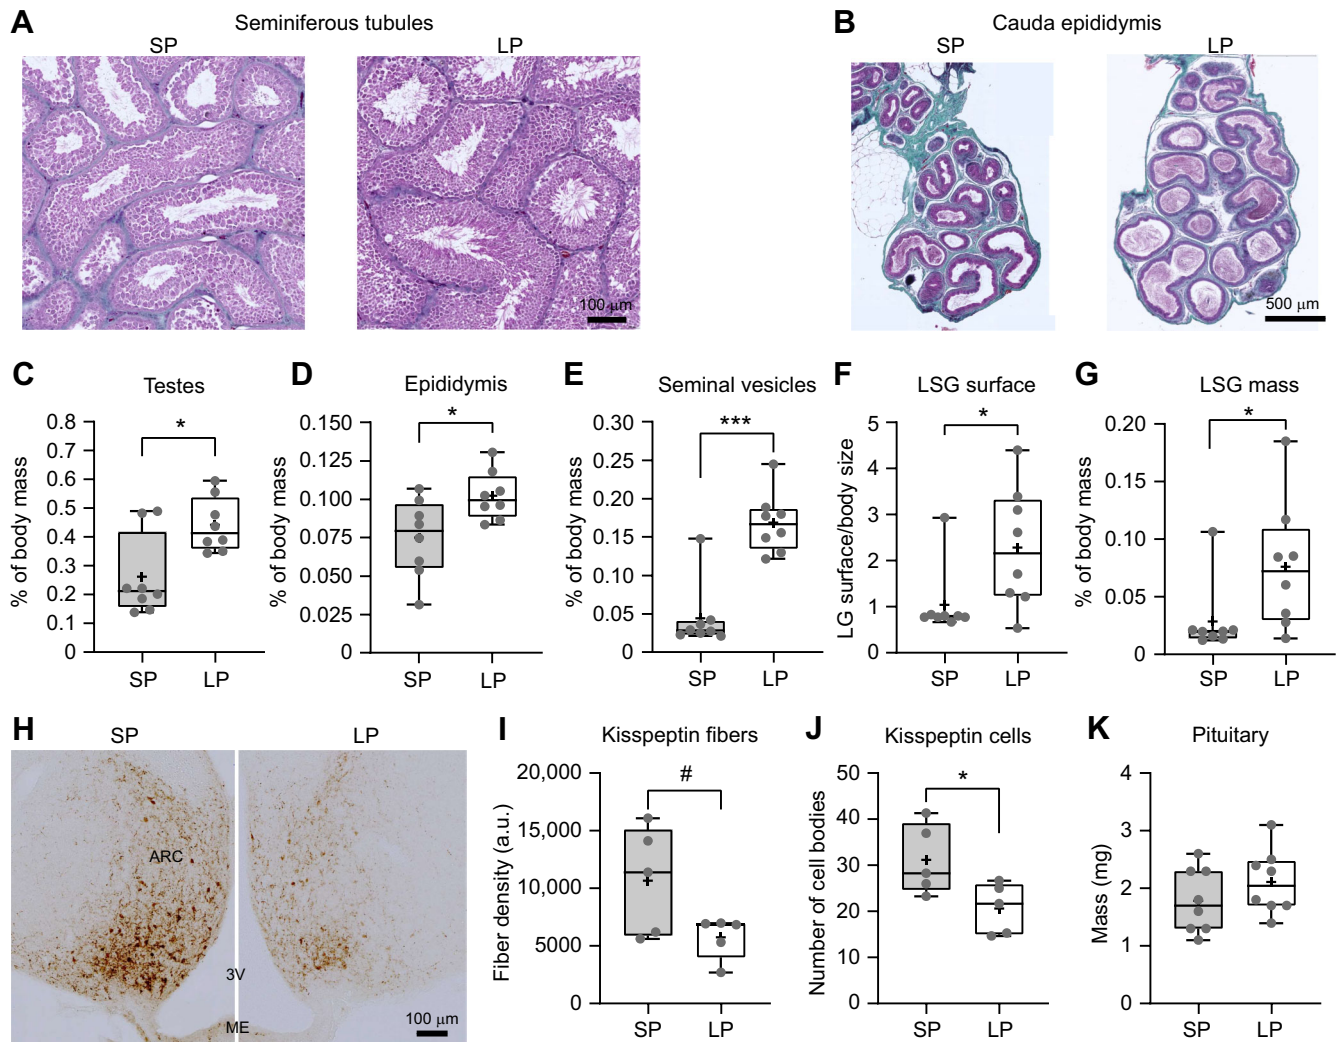 A
Seminiferous tubules
SP
LP
100 μm
B
Cauda epididymis
SP
LP
500 μm
C
Testes
% of body mass
0.8
0.7
0.6
0.5
0.4
0.3
0.2
0.1
0
*
SP
LP
D
Epididymis
% of body mass
0.150
0.125
0.100
0.075
0.050
0.025
0
*
SP
LP
E
Seminal vesicles
% of body mass
0.30
0.20
0.10
0.05
0
***
SP
LP
F
LSG surface
LG surface/body size
5
4
3
2
1
0
*
SP
LP
G
LSG mass
% of body mass
0.20
0.15
0.10
0.05
0
*
SP
LP
H
SP
LP
ARC
3V
ME
100 μm
I
Kisspeptin fibers
Fiber density (a.u.)
20,000
15,000
10,000
5000
0
#
SP
LP
J
Kisspeptin cells
Number of cell bodies
50
40
30
20
10
0
*
SP
LP
K
Pituitary
Mass (mg)
4
3
2
1
0
SP
LP